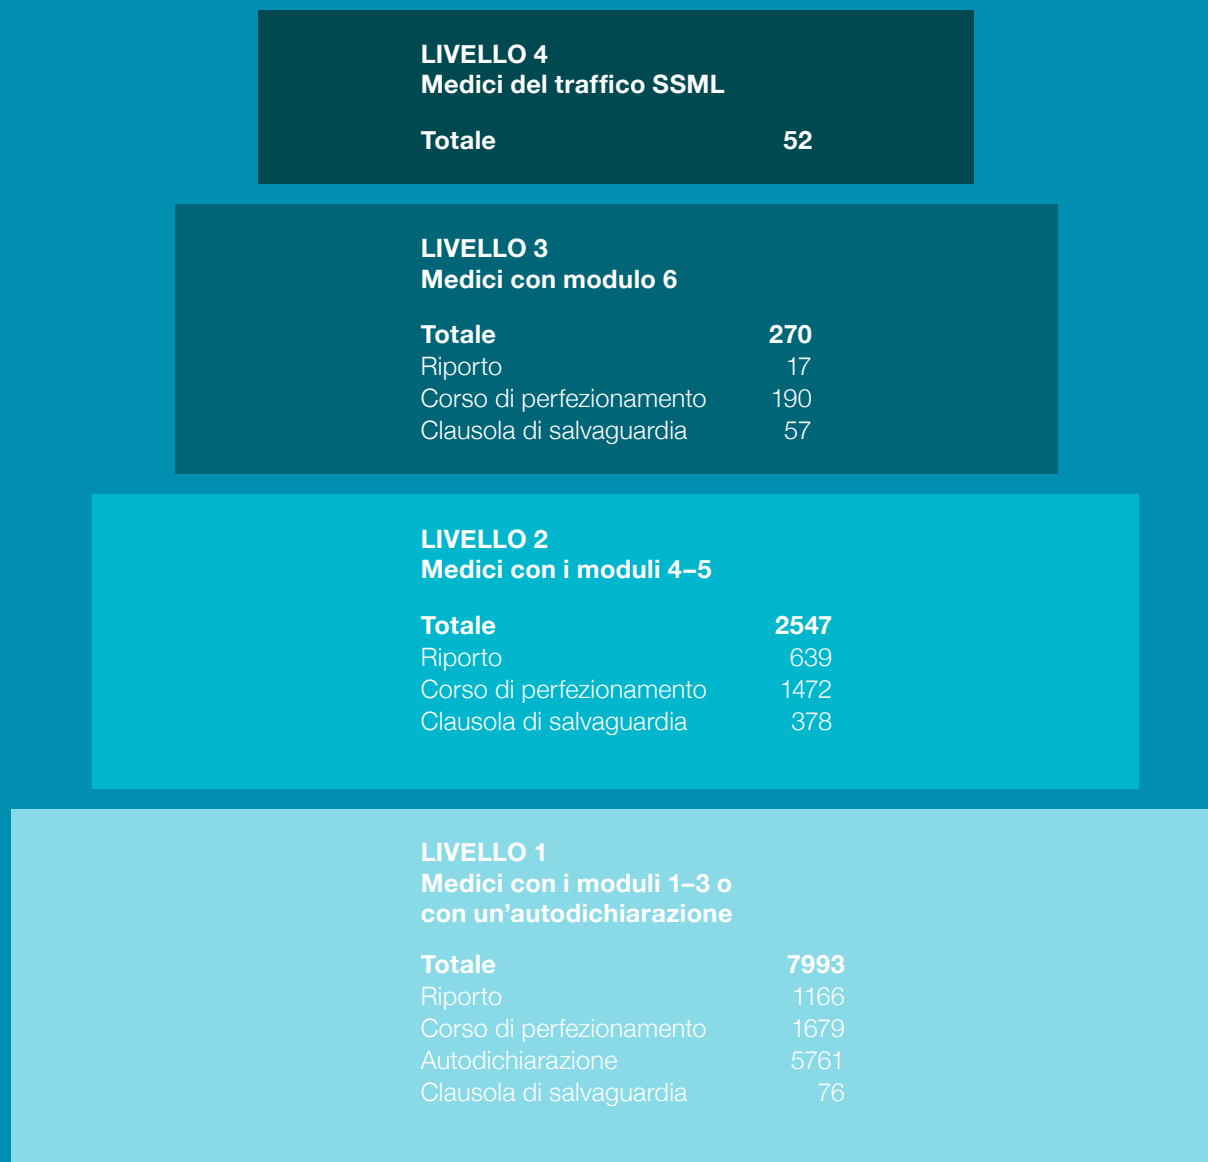 LIVELLO 4
Medici del traffico SSML
Totale 52
LIVELLO 3
Medici con modulo 6
Totale 270
Riporto 17
Corso di perfezionamento 190
Clausola di salvaguardia 57
LIVELLO 2
Medici con i moduli 4–5
Totale 2547
Riporto 639
Corso di perfezionamento 1472
Clausola di salvaguardia 378
LIVELLO 1
Medici con i moduli 1–3 o
con un’autodichiarazione
Totale 7993
Riporto 1166
Corso di perfezionamento 1679
Autodichiarazione 5761
Clausola di salvaguardia 76